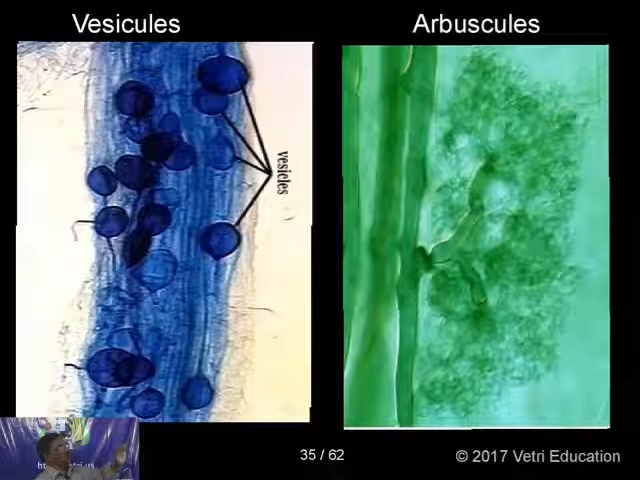 Vesicules
Arbuscules
vesicles
35 / 62
© 2017 Vetri Education